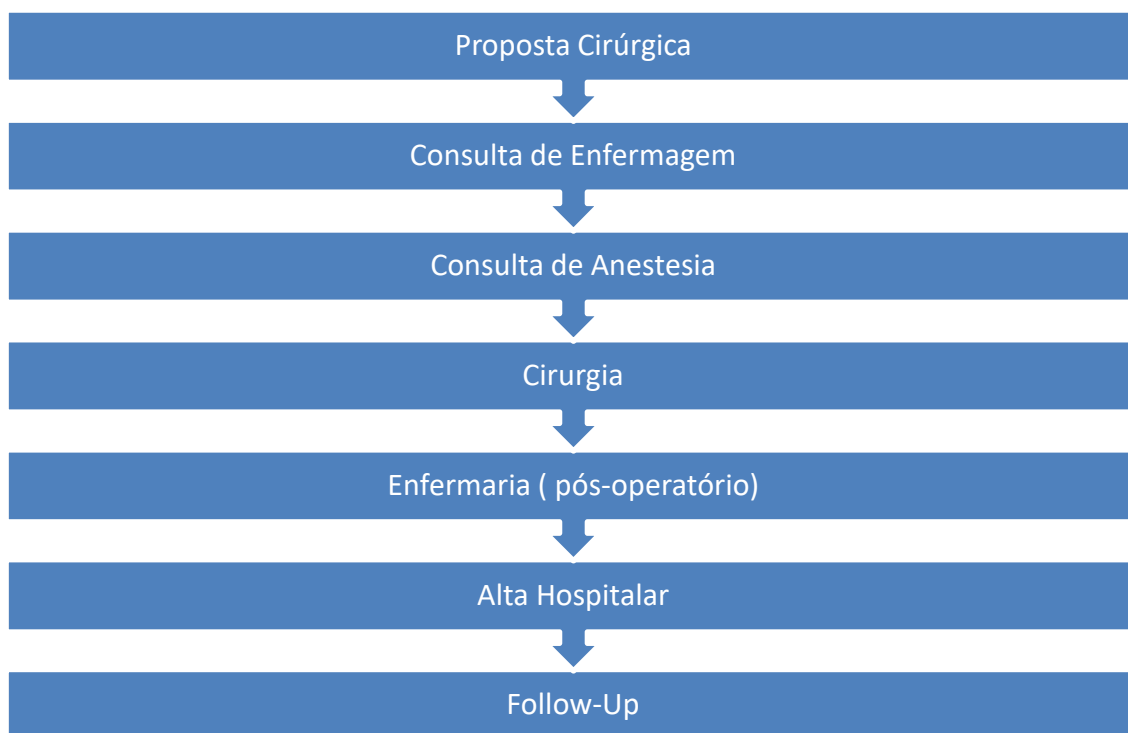 Proposta Cirúrgica
Consulta de Enfermagem
Consulta de Anestesia
Cirurgia
Enfermaria ( pós-operatório)
Alta Hospitalar
Follow-Up